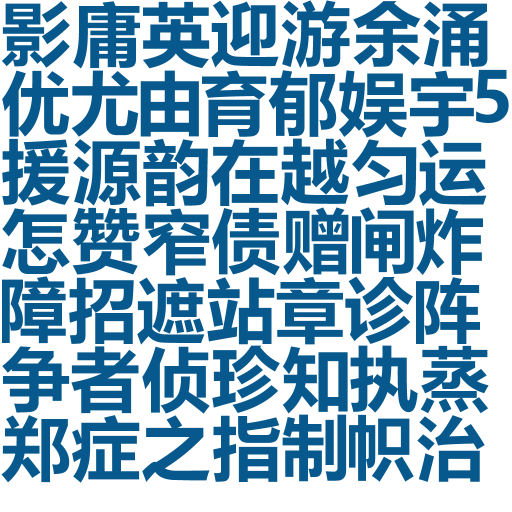 影庸英迎游余涌
优尤由育郁娱宇5
援源韵在越匀运
怎赞窄债赠闸炸
障招遮站章诊阵
争者侦珍知执蒸
郑症之指制帜治